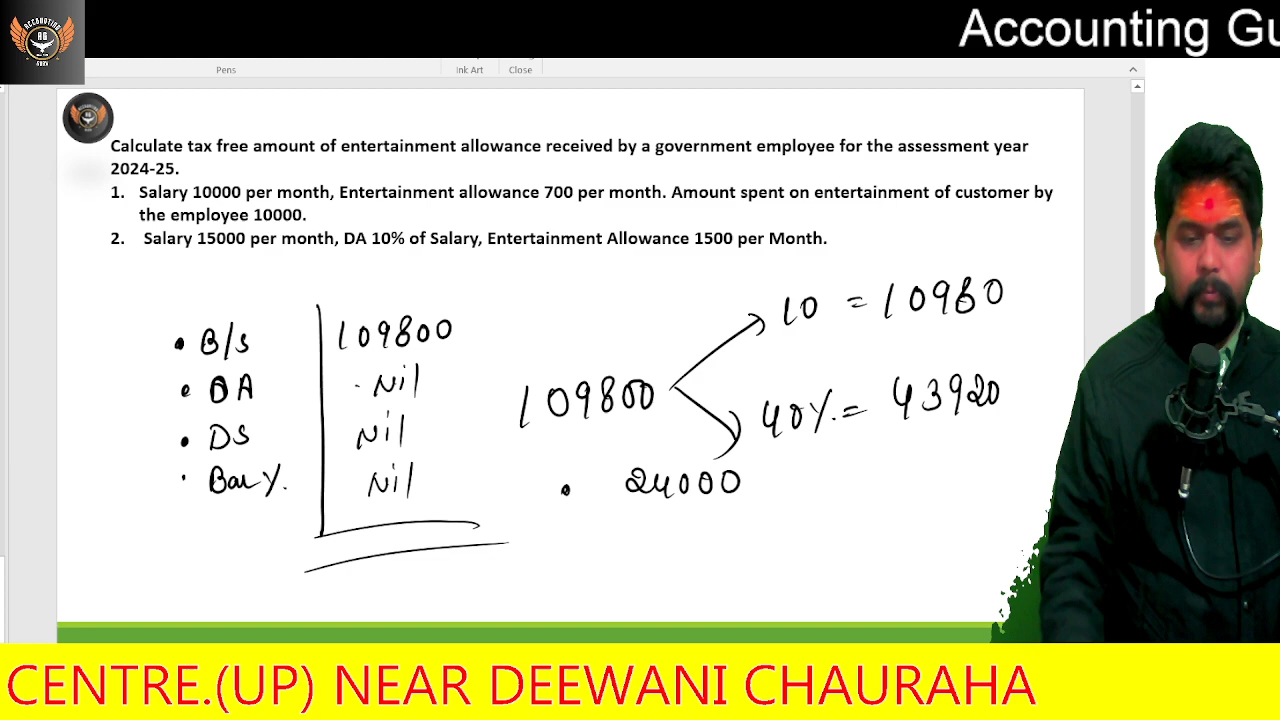 Accounting Gu
ACCOUNTING
AG
GURU
Pens
Ink Art
Close
Calculate tax free amount of entertainment allowance received by a government employee for the assessment year
2024-25.
1. Salary 10000 per month, Entertainment allowance 700 per month. Amount spent on entertainment of customer by
the employee 10000.
2. Salary 15000 per month, DA 10% of Salary, Entertainment Allowance 1500 per Month.
• B/S 109800
• DA Nil
• DS Nil
• %. Nil
109800
10 = 10980
40%. = 43920
• 24000
CENTRE.(UP) NEAR DEEWANI CHAURAHA